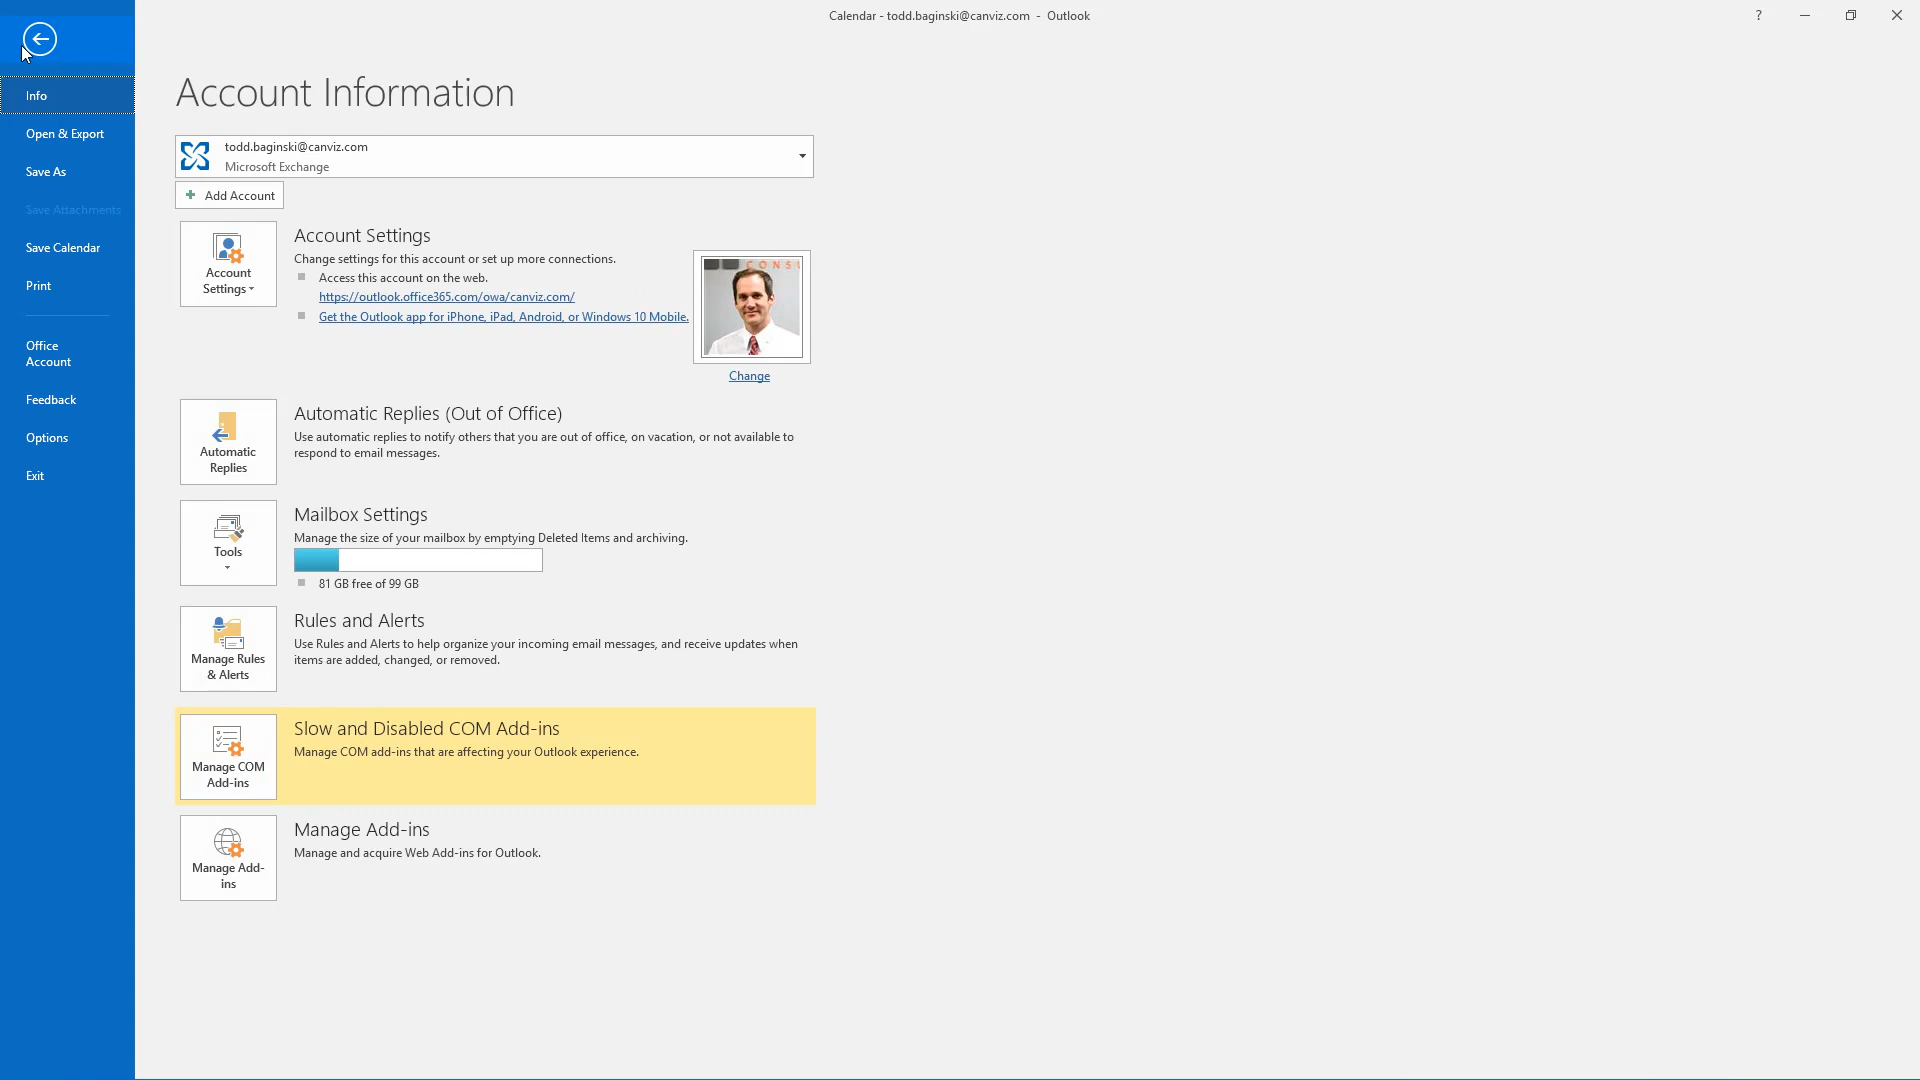 Calendar - todd.baginski@canviz.com - Outlook
?
Info
Open & Export
Save As
Save Attachments
Save Calendar
Print
Office
Account
Feedback
Options
Exit
Account Information
todd.baginski@canviz.com
Microsoft Exchange
Add Account
Account
Settings
Account Settings
Change settings for this account or set up more connections.
Access this account on the web.
https://outlook.office365.com/owa/canviz.com/
Get the Outlook app for iPhone, iPad, Android, or Windows 10 Mobile.
Change
Automatic
Replies
Automatic Replies (Out of Office)
Use automatic replies to notify others that you are out of office, on vacation, or not available to
respond to email messages.
Tools
Mailbox Settings
Manage the size of your mailbox by emptying Deleted Items and archiving.
81 GB free of 99 GB
Manage Rules
& Alerts
Rules and Alerts
Use Rules and Alerts to help organize your incoming email messages, and receive updates when
items are added, changed, or removed.
Manage COM
Add-ins
Slow and Disabled COM Add-ins
Manage COM add-ins that are affecting your Outlook experience.
Manage Add-
ins
Manage Add-ins
Manage and acquire Web Add-ins for Outlook.